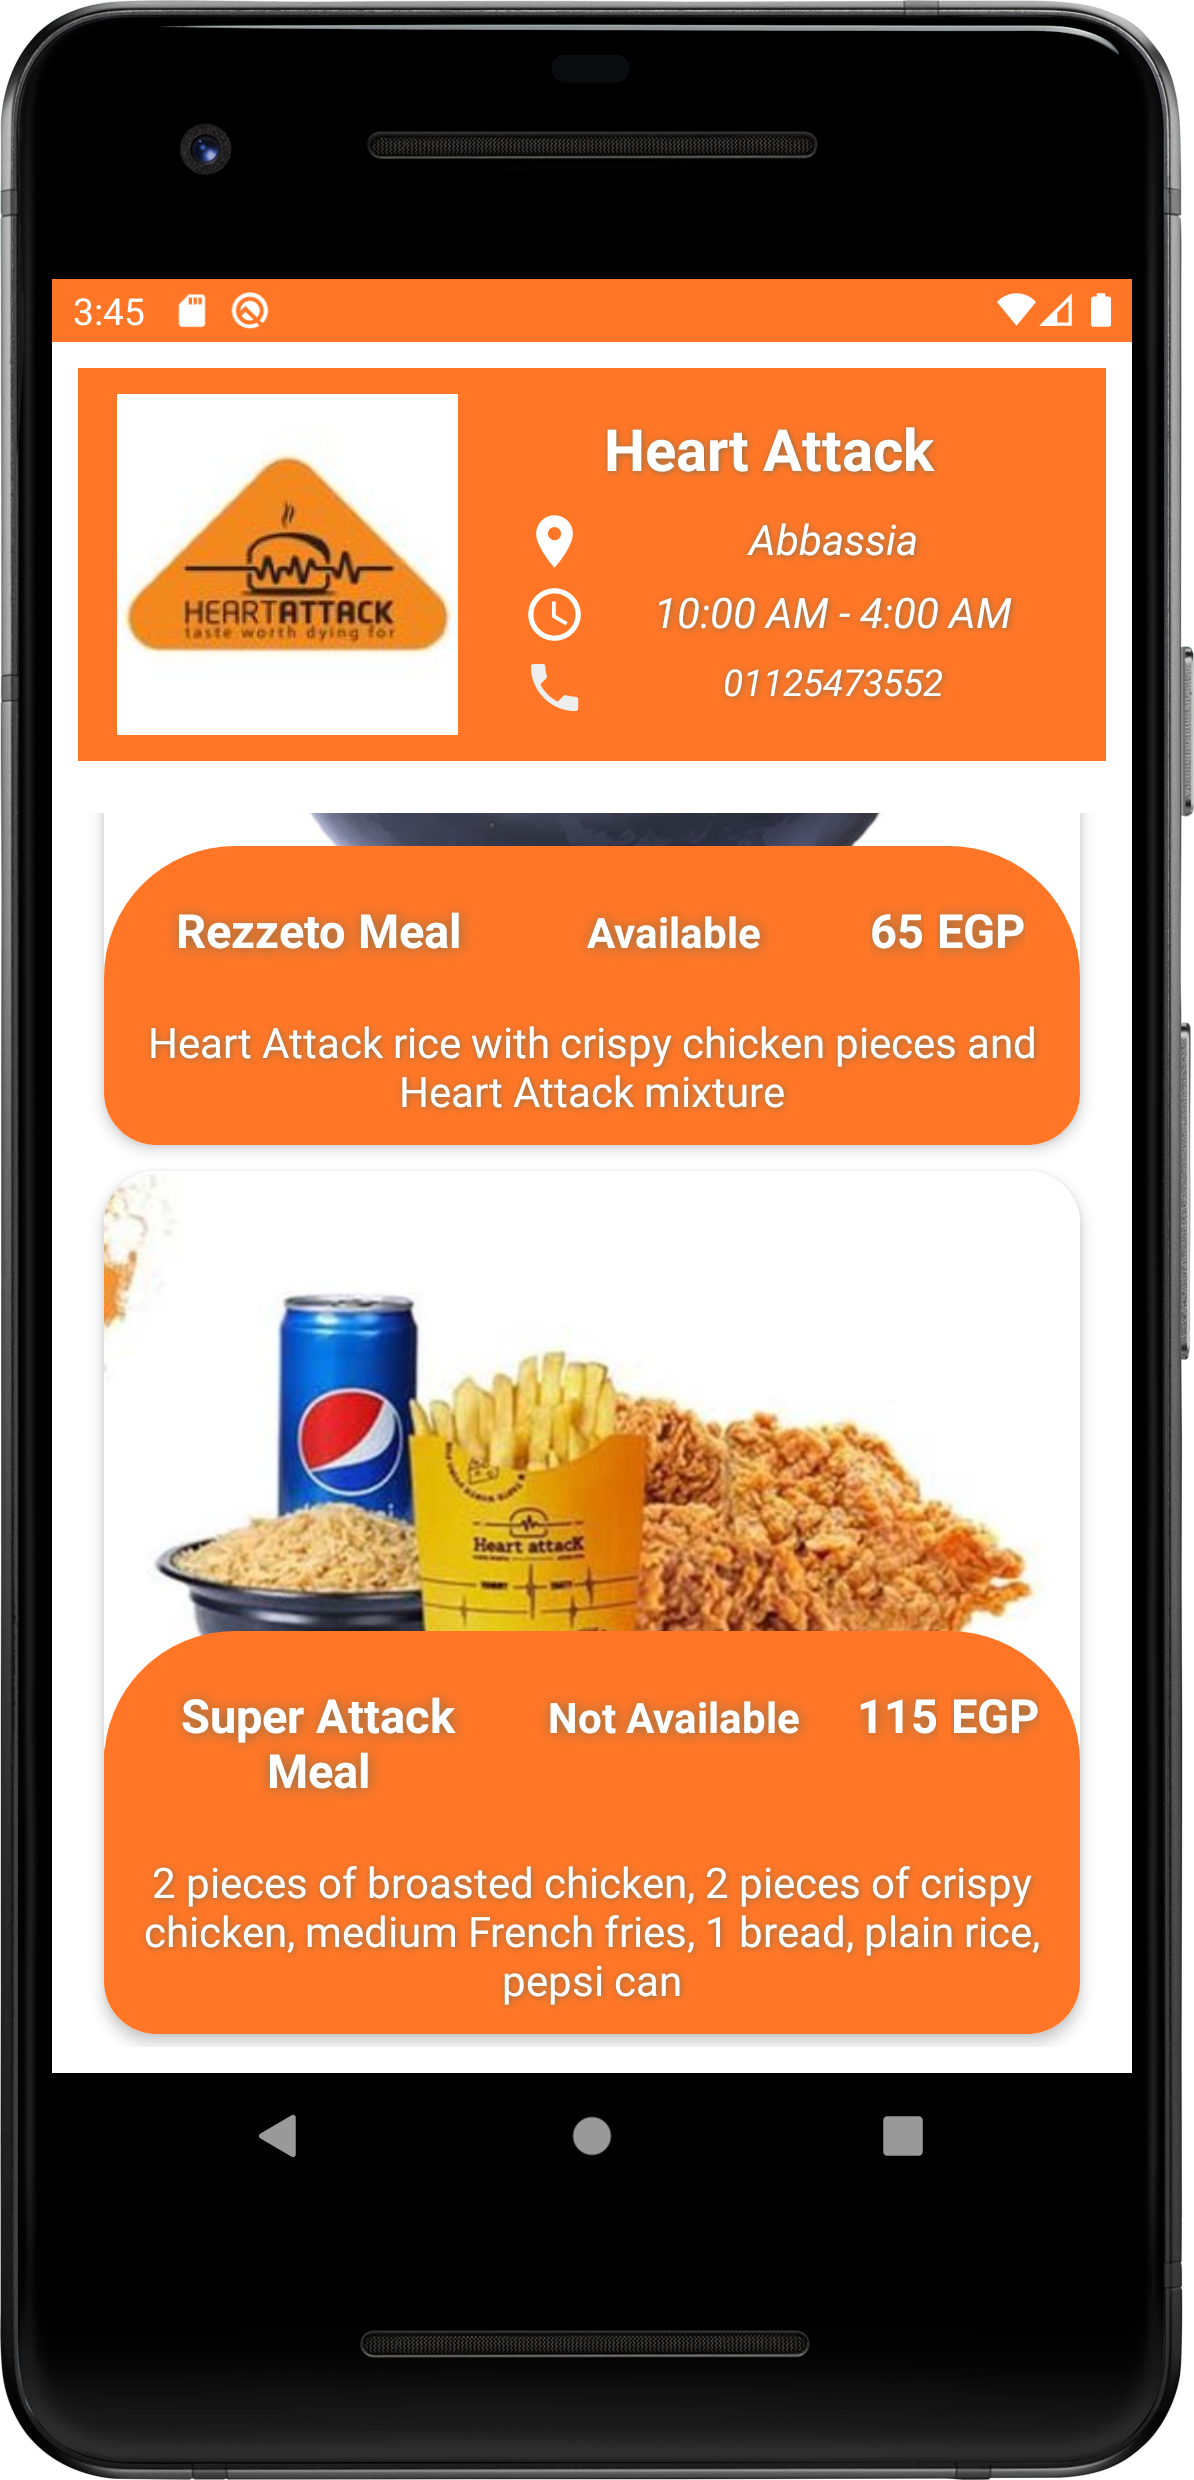 3:45
Heart Attack
HEARTATTACK
taste worth dying for
Abbassia
10:00 AM - 4:00 AM
01125473552
Rezzeto Meal
Available
65 EGP
Heart Attack rice with crispy chicken pieces and
Heart Attack mixture
Heart attacK
Super Attack
Meal
Not Available
115 EGP
2 pieces of broasted chicken, 2 pieces of crispy
chicken, medium French fries, 1 bread, plain rice,
pepsi can